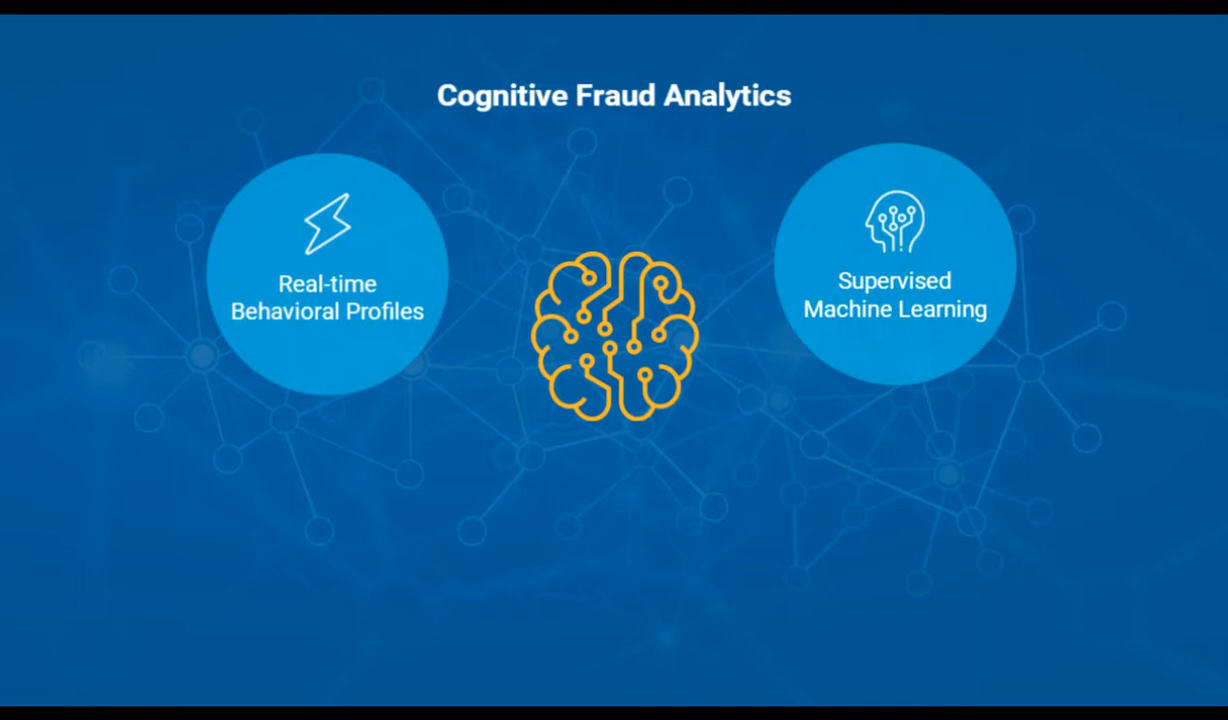 Cognitive Fraud Analytics
Real-time
Behavioral Profiles
Supervised
Machine Learning